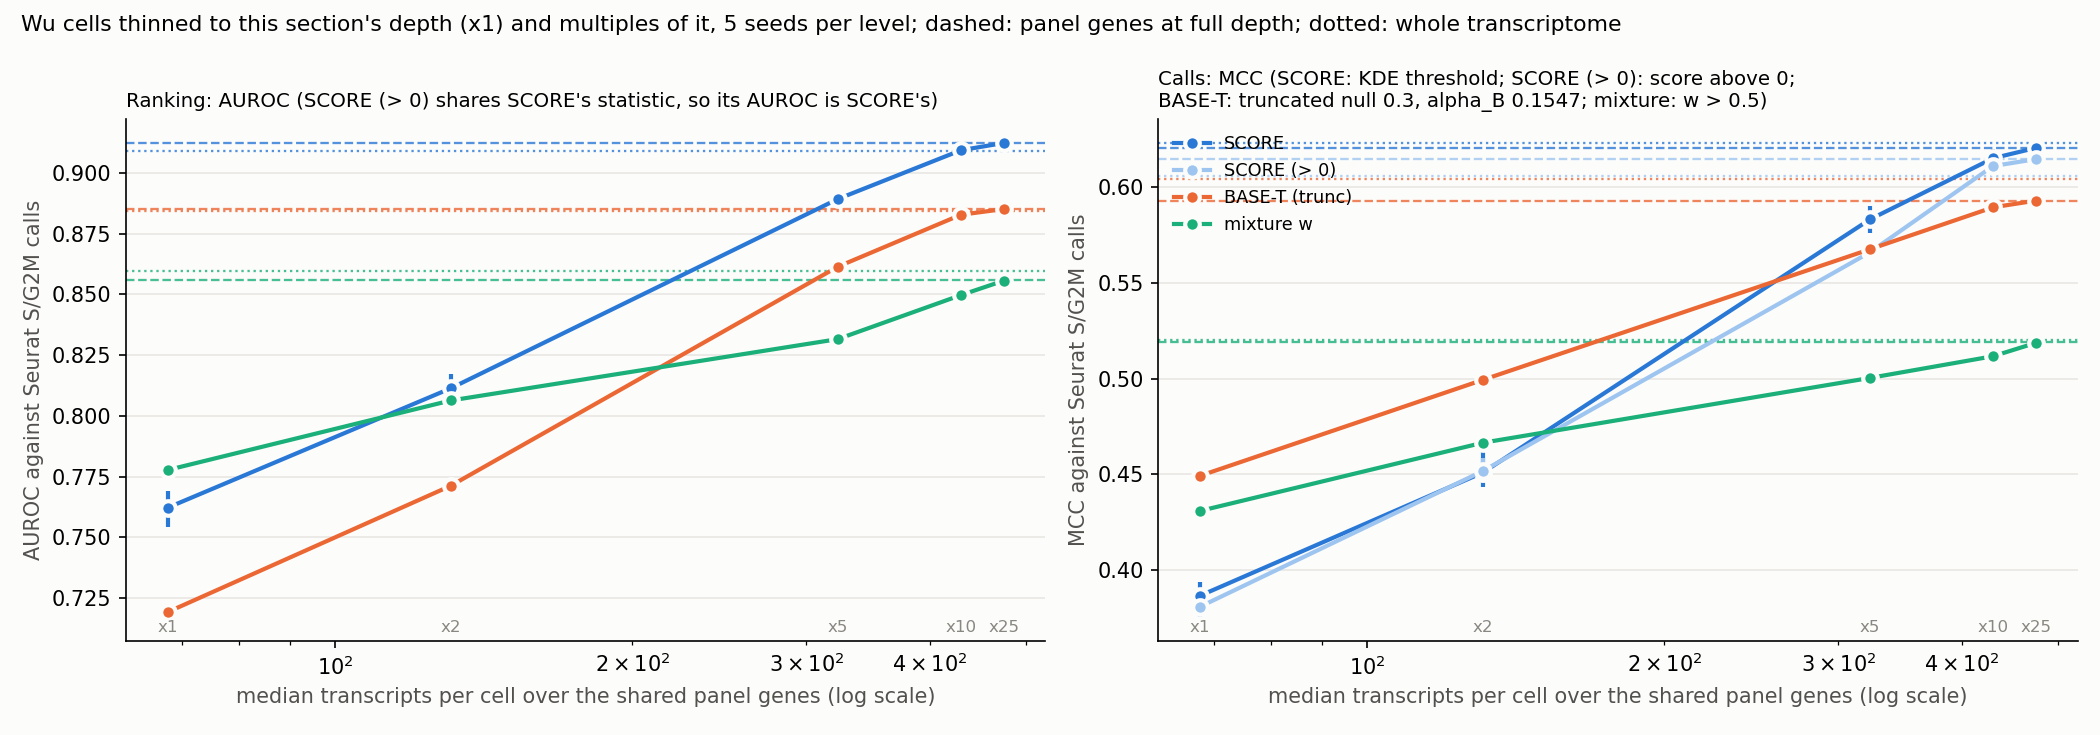 Wu cells thinned to this section's depth (x1) and multiples of it, 5 seeds per level; dashed: panel genes at full depth; dotted: whole transcriptome
Ranking: AUROC (SCORE (> 0) shares SCORE's statistic, so its AUROC is SCORE's)
AUROC against Seurat S/G2M calls
0.900
0.875
0.850
0.825
0.800
0.775
0.750
0.725
x1
x2
x5
x10
x25
10²
2 × 10²
3 × 10²
4 × 10²
median transcripts per cell over the shared panel genes (log scale)
Calls: MCC (SCORE: KDE threshold; SCORE (> 0): score above 0;
BASE-T: truncated null 0.3, alpha_B 0.1547; mixture: w > 0.5)
MCC against Seurat S/G2M calls
SCORE
SCORE (> 0)
BASE-T (trunc)
mixture w
0.60
0.55
0.50
0.45
0.40
x1
x2
x5
x10
x25
10²
2 × 10²
3 × 10²
4 × 10²
median transcripts per cell over the shared panel genes (log scale)